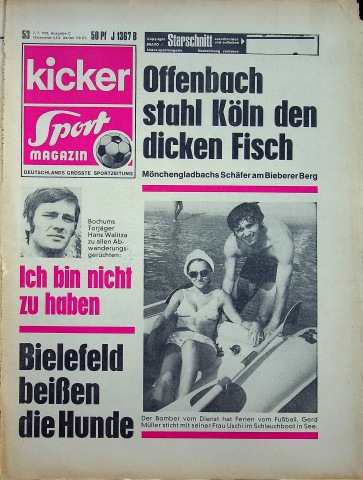 53
50 Pf J 1367 B
Copyright
Starschnitt
kicker
Sport
MAGAZIN
DEUTSCHLANDS GRÖSSTE SPORTZEITUNG
Offenbach
stahl Köln den
dicken Fisch
Mönchengladbachs Schäfer am Bieberer Berg
Bochums
Torjäger
Hans Walitza
zu allen Ab-
wanderungs-
gerüchten:
Ich bin nicht
zu haben
Bielefeld
beißen
die Hunde
Der Bomber vom Dienst hat Ferien vom Fußball. Gerd
Müller sticht mit seiner Frau Uschi im Schlauchboot in See.